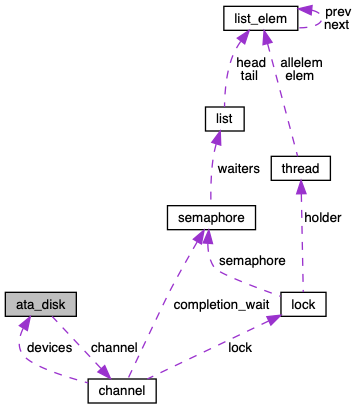 list_elem
prev
next
head
tail
allelem
elem
list
waiters
thread
semaphore
holder
semaphore
ata_disk
completion_wait
lock
devices
channel
lock
channel